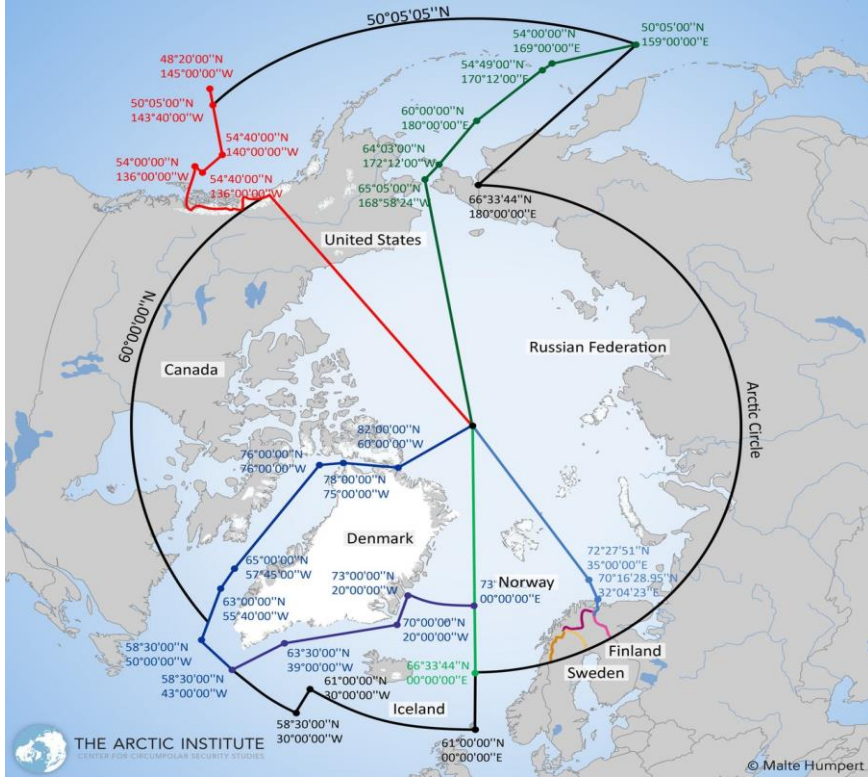 50°05'05''N
48°20'00''N
145°00'00''W
50°05'00''N
143°40'00''W
54°40'00''N
140°00'00''W
54°00'00''N
136°00'00''W
54°40'00''N
136°00'00''W
54°00'00''N
169°00'00''E
50°05'00''N
159°00'00''E
54°49'00''N
170°12'00''E
60°00'00''N
180°00'00''E
64°03'00''N
172°12'00''W
65°05'00''N
168°58'24''W
66°33'44''N
180°00'00''E
United States
60°00'00''N
Canada
Russian Federation
Arctic Circle
82°00'00''N
60°00'00''W
76°00'00''N
76°00'00''W
78°00'00''N
75°00'00''W
Denmark
65°00'00''N
57°45'00''W
63°00'00''N
55°40'00''W
73°00'00''N
20°00'00''W
73°
Norway
00°00'00''E
72°27'51''N
35°00'00''E
70°16'28.95''N
32°04'23''E
70°00'00''N
20°00'00''W
58°30'00''N
50°00'00''W
63°30'00''N
39°00'00''W
58°30'00''N
43°00'00''W
66°33'44''N
00°00'00''E
Finland
Sweden
61°00'00''N
30°00'00''W
Iceland
58°30'00''N
30°00'00''W
61°00'00''N
00°00'00''E
THE ARCTIC INSTITUTE
CENTER FOR CIRCUMPOLAR SECURITY STUDIES
© Malte Humpert